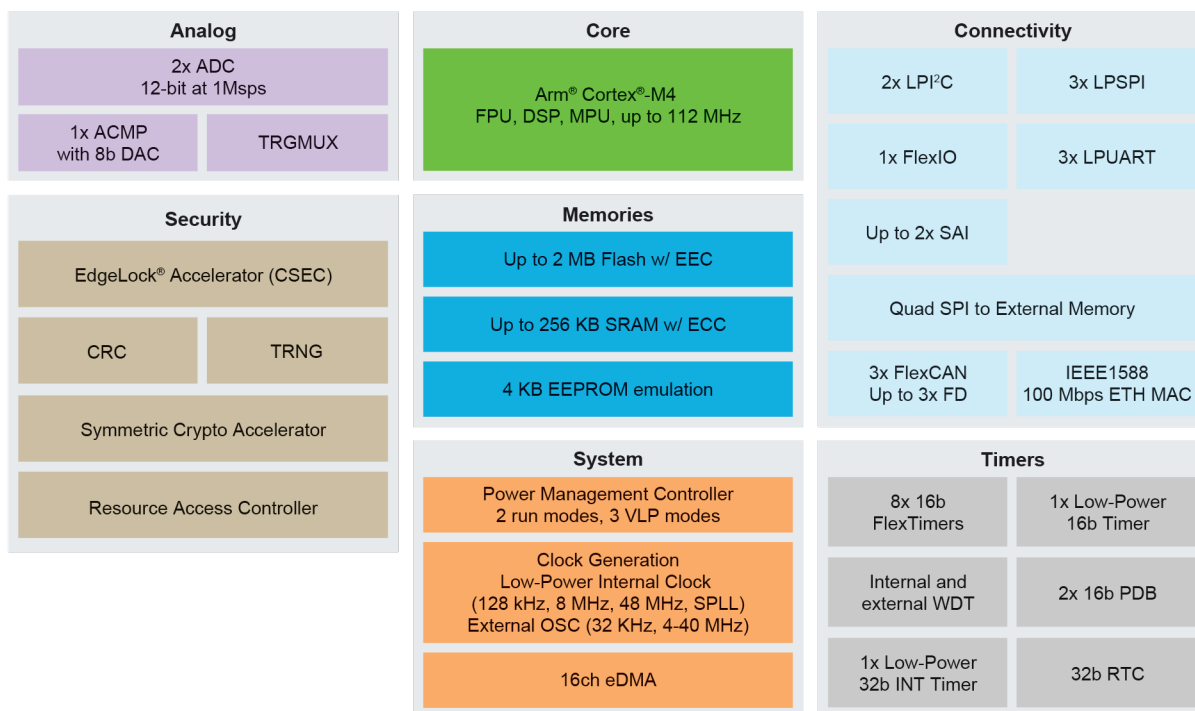 Analog
2x ADC
12-bit at 1Msps
1x ACMP
with 8b DAC
TRGMUX
Security
EdgeLock® Accelerator (CSEC)
CRC
TRNG
Symmetric Crypto Accelerator
Resource Access Controller
Core
Arm® Cortex®-M4
FPU, DSP, MPU, up to 112 MHz
Memories
Up to 2 MB Flash w/ EEC
Up to 256 KB SRAM w/ ECC
4 KB EEPROM emulation
System
Power Management Controller
2 run modes, 3 VLP modes
Clock Generation
Low-Power Internal Clock
(128 kHz, 8 MHz, 48 MHz, SPLL)
External OSC (32 KHz, 4-40 MHz)
16ch eDMA
Connectivity
2x LPI²C
3x LPSPI
1x FlexIO
3x LPUART
Up to 2x SAI
Quad SPI to External Memory
3x FlexCAN
Up to 3x FD
IEEE1588
100 Mbps ETH MAC
Timers
8x 16b
FlexTimers
1x Low-Power
16b Timer
Internal and
external WDT
2x 16b PDB
1x Low-Power
32b INT Timer
32b RTC